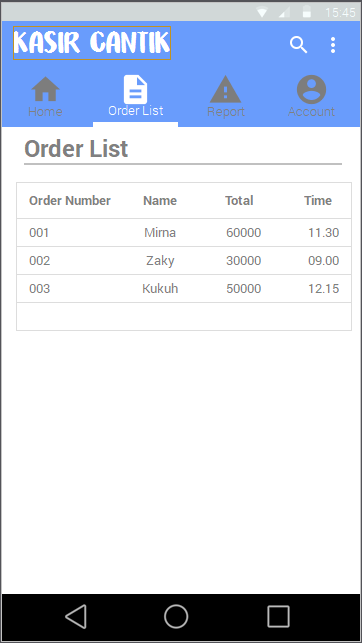 15:45
KASIR CANTIK
Home Order List Report Account
Order List
Order Number Name Total Time
001 Mirna 60000 11.30
002 Zaky 30000 09.00
003 Kukuh 50000 12.15